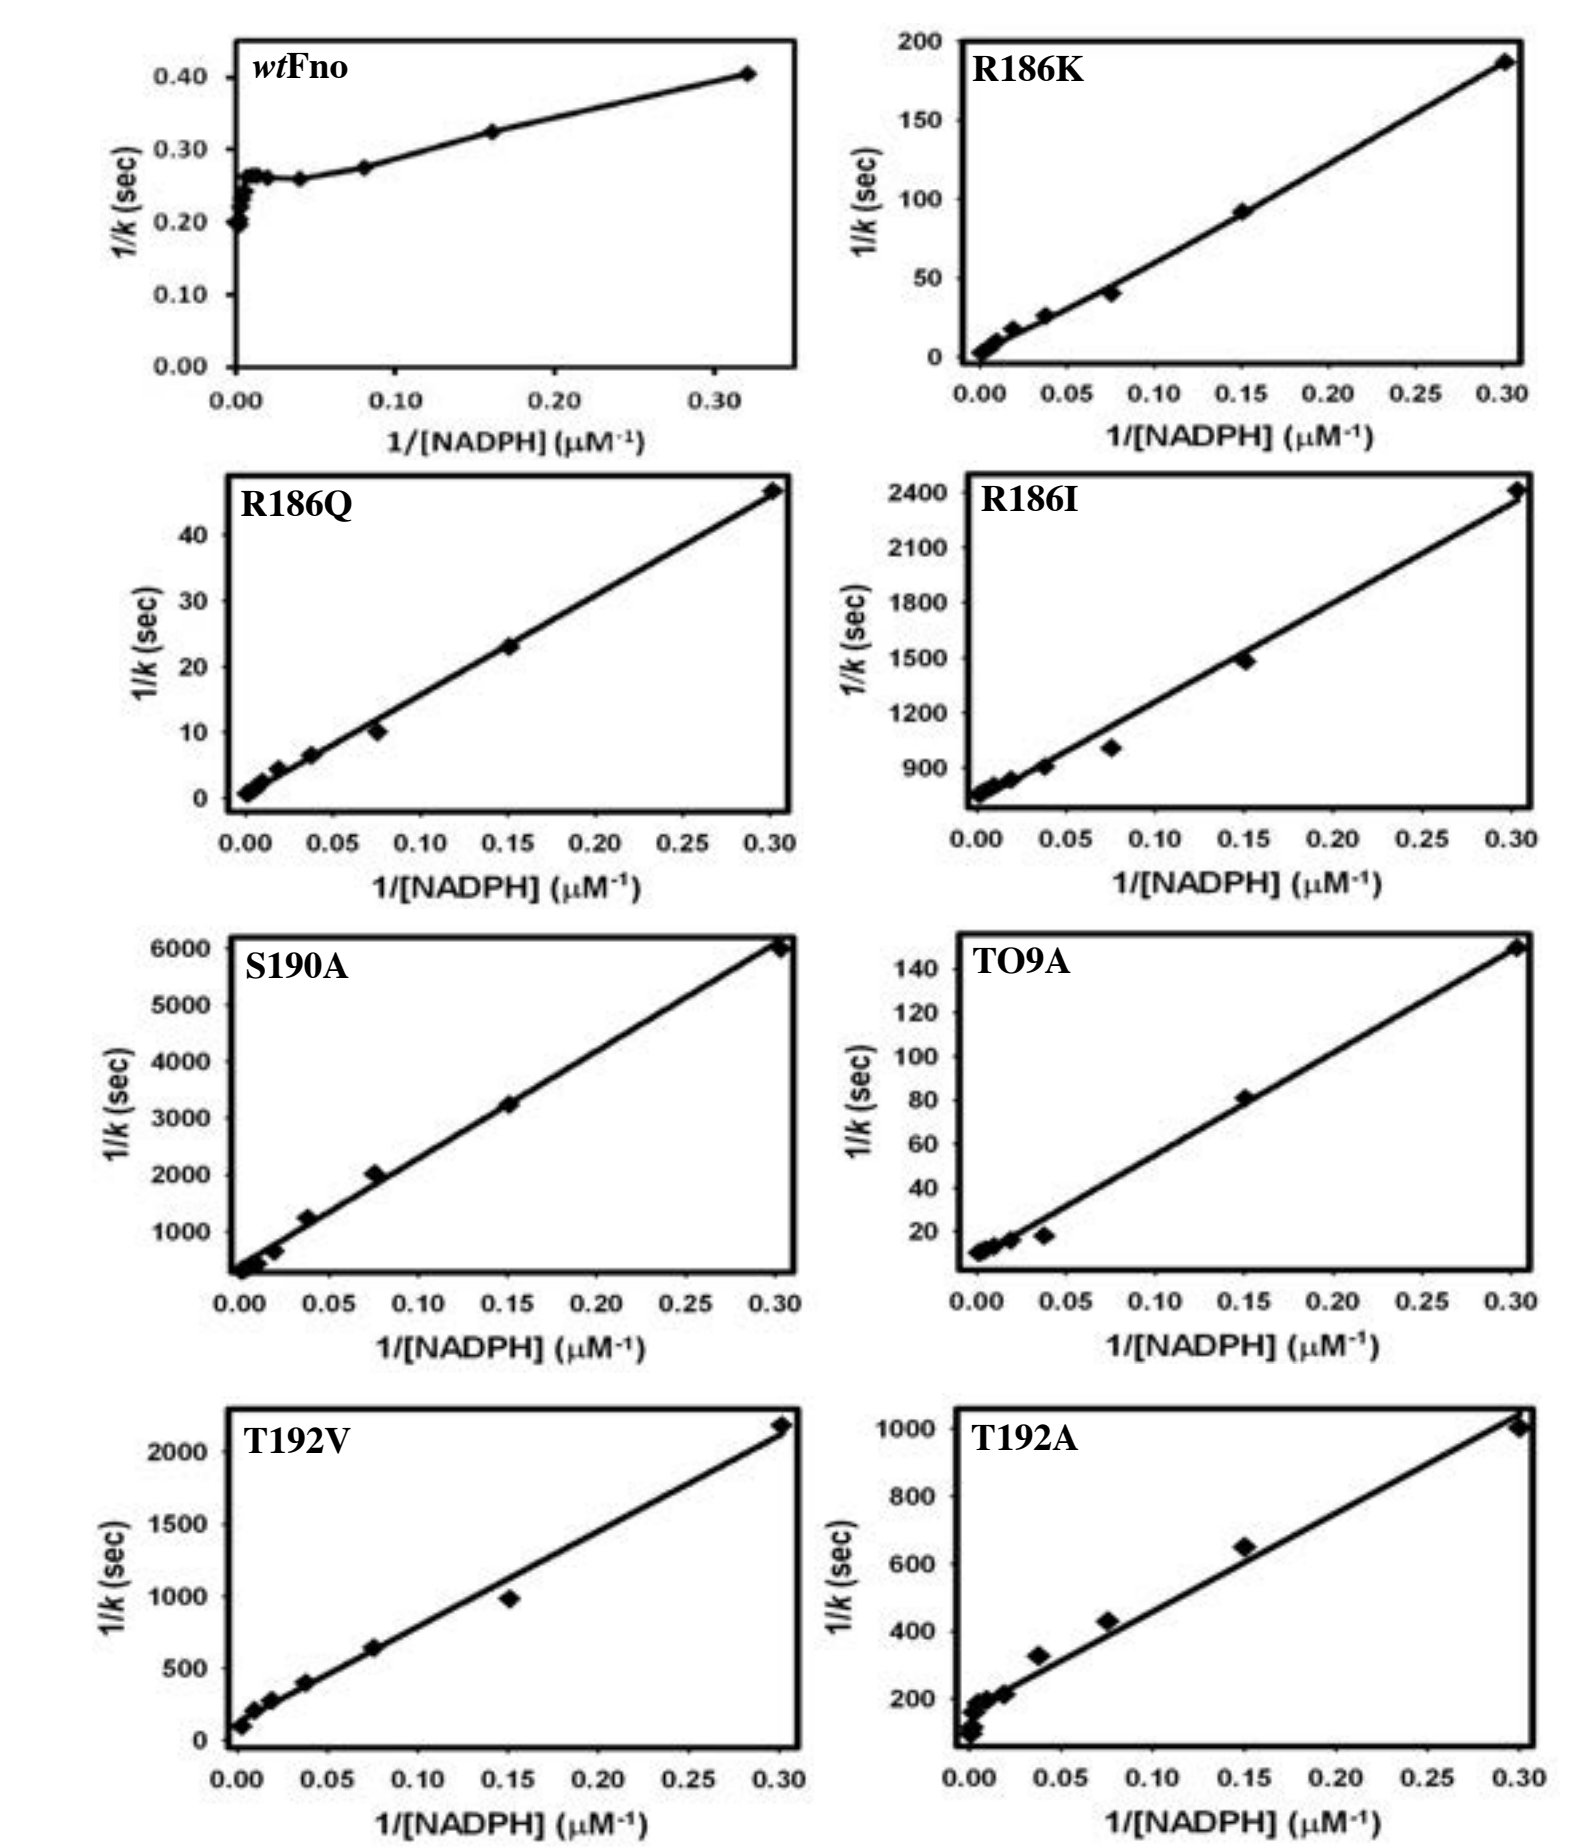 wtFno
0.40
0.30
0.20
0.10
0.00
1/k (sec)
0.00 0.10 0.20 0.30
1/[NADPH] (μM-1)
R186K
200
150
100
50
0
1/k (sec)
0.00 0.05 0.10 0.15 0.20 0.25 0.30
1/[NADPH] (μM-1)
R186Q
40
30
20
10
0
1/k (sec)
0.00 0.05 0.10 0.15 0.20 0.25 0.30
1/[NADPH] (μM-1)
R186I
2400
2100
1800
1500
1200
900
1/k (sec)
0.00 0.05 0.10 0.15 0.20 0.25 0.30
1/[NADPH] (μM-1)
S190A
6000
5000
4000
3000
2000
1000
1/k (sec)
0.00 0.05 0.10 0.15 0.20 0.25 0.30
1/[NADPH] (μM-1)
TO9A
140
120
100
80
60
40
20
1/k (sec)
0.00 0.05 0.10 0.15 0.20 0.25 0.30
1/[NADPH] (μM-1)
T192V
2000
1500
1000
500
0
1/k (sec)
0.00 0.05 0.10 0.15 0.20 0.25 0.30
1/[NADPH] (μM-1)
T192A
1000
800
600
400
200
1/k (sec)
0.00 0.05 0.10 0.15 0.20 0.25 0.30
1/[NADPH] (μM-1)